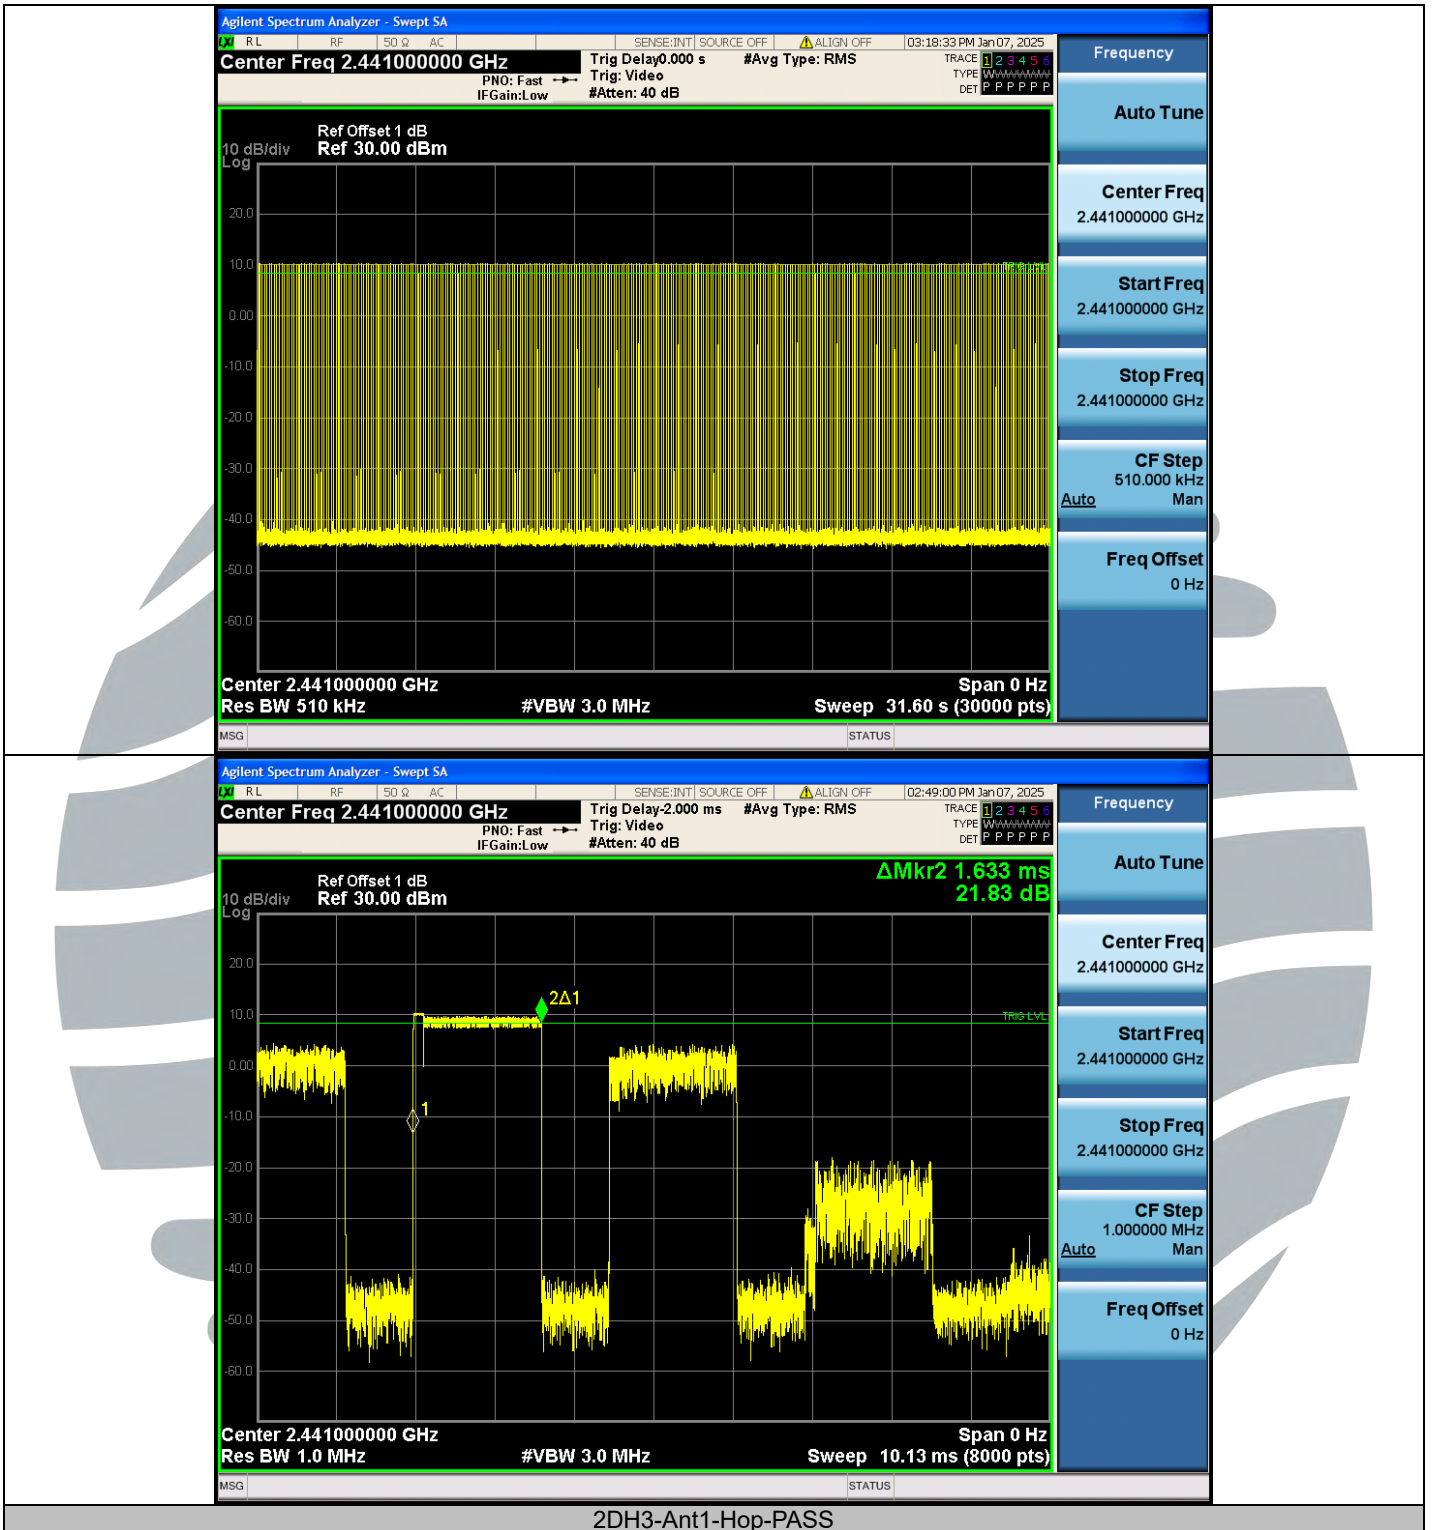 Agilent Spectrum Analyzer - Swept SA
LXI RL RF 50 Ω AC SENSE:INT SOURCE OFF ALIGN OFF 03:18:33 PM Jan 07, 2025
Center Freq 2.441000000 GHz
PNO: Fast
IFGain:Low
Trig Delay0.000 s
Trig: Video
#Atten: 40 dB
#Avg Type: RMS
TRACE 1 2 3 4 5 6
TYPE WWWWWW
DET P P P P P P
Ref Offset 1 dB
10 dB/div Ref 30.00 dBm
Log
20.0
10.0
TRIG LVL
0.00
-10.0
-20.0
-30.0
-40.0
-50.0
-60.0
Center 2.441000000 GHz Span 0 Hz
Res BW 510 kHz #VBW 3.0 MHz Sweep 31.60 s (30000 pts)
MSG STATUS
Frequency
Auto Tune
Center Freq
2.441000000 GHz
Start Freq
2.441000000 GHz
Stop Freq
2.441000000 GHz
CF Step
510.000 kHz
Auto Man
Freq Offset
0 Hz
Agilent Spectrum Analyzer - Swept SA
LXI RL RF 50 Ω AC SENSE:INT SOURCE OFF ALIGN OFF 02:49:00 PM Jan 07, 2025
Center Freq 2.441000000 GHz
PNO: Fast
IFGain:Low
Trig Delay-2.000 ms
Trig: Video
#Atten: 40 dB
#Avg Type: RMS
TRACE 1 2 3 4 5 6
TYPE WWWWWW
DET P P P P P P
ΔMkr2 1.633 ms
21.83 dB
Ref Offset 1 dB
10 dB/div Ref 30.00 dBm
Log
20.0
2Δ1
10.0
TRIG LVL
0.00
-10.0
1
-20.0
-30.0
-40.0
-50.0
-60.0
Center 2.441000000 GHz Span 0 Hz
Res BW 1.0 MHz #VBW 3.0 MHz Sweep 10.13 ms (8000 pts)
MSG STATUS
Frequency
Auto Tune
Center Freq
2.441000000 GHz
Start Freq
2.441000000 GHz
Stop Freq
2.441000000 GHz
CF Step
1.000000 MHz
Auto Man
Freq Offset
0 Hz
2DH3-Ant1-Hop-PASS